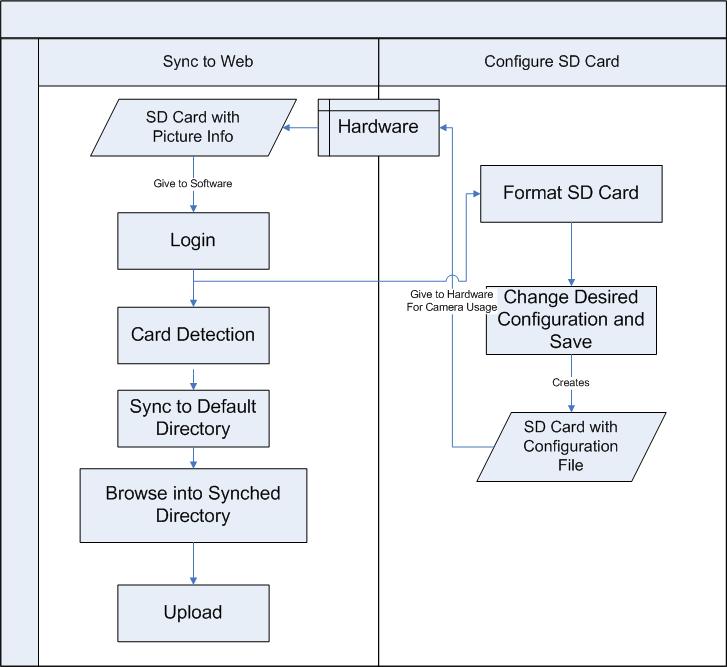 Sync to Web
Configure SD Card
SD Card with
Picture Info
Hardware
Give to Software
Format SD Card
Login
Give to Hardware
For Camera Usage
Change Desired
Configuration and
Save
Card Detection
Creates
Sync to Default
Directory
SD Card with
Configuration
File
Browse into Synched
Directory
Upload